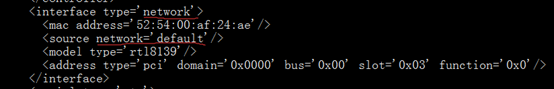 </controller>
<interface type='network'>
<mac address='52:54:00:af:24:ae'/>
<source network='default'/>
<model type='rtl8139'/>
<address type='pci' domain='0x0000' bus='0x00' slot='0x03' function='0x0'/>
</interface>